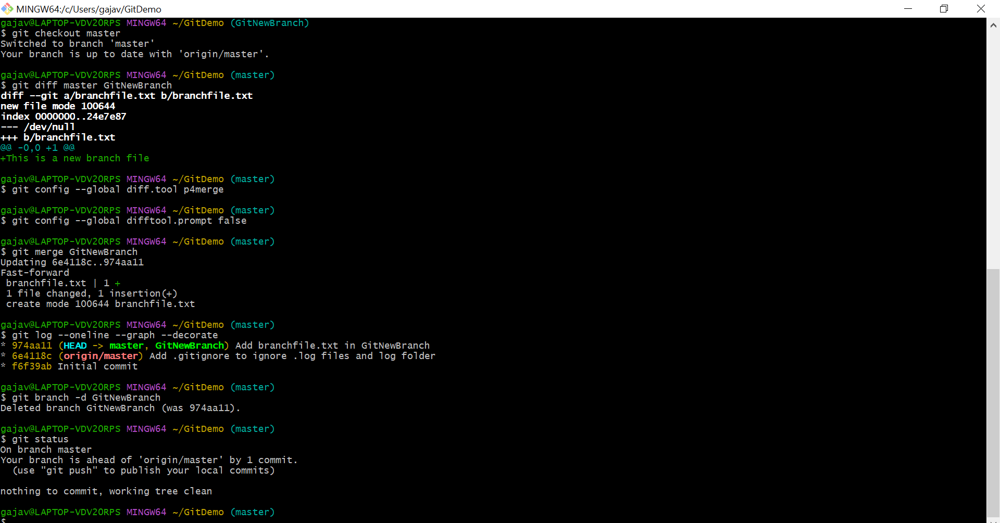 MINGW64:/c/Users/gajav/GitDemo
gajav@LAPTOP-VDV2ORPS MINGW64 ~/GitDemo (GitNewBranch)
$ git checkout master
Switched to branch 'master'
Your branch is up to date with 'origin/master'.
gajav@LAPTOP-VDV2ORPS MINGW64 ~/GitDemo (master)
$ git diff master GitNewBranch
diff --git a/branchfile.txt b/branchfile.txt
new file mode 100644
index 0000000..24e7e87
--- /dev/null
+++ b/branchfile.txt
@@ -0,0 +1 @@
+This is a new branch file
gajav@LAPTOP-VDV2ORPS MINGW64 ~/GitDemo (master)
$ git config --global diff.tool p4merge
gajav@LAPTOP-VDV2ORPS MINGW64 ~/GitDemo (master)
$ git config --global difftool.prompt false
gajav@LAPTOP-VDV2ORPS MINGW64 ~/GitDemo (master)
$ git merge GitNewBranch
Updating 6e4118c..974aa11
Fast-forward
 branchfile.txt | 1 +
 1 file changed, 1 insertion(+)
 create mode 100644 branchfile.txt
gajav@LAPTOP-VDV2ORPS MINGW64 ~/GitDemo (master)
$ git log --oneline --graph --decorate
* 974aa11 (HEAD -> master, GitNewBranch) Add branchfile.txt in GitNewBranch
* 6e4118c (origin/master) Add .gitignore to ignore .log files and log folder
* f6f39ab Initial commit
gajav@LAPTOP-VDV2ORPS MINGW64 ~/GitDemo (master)
$ git branch -d GitNewBranch
Deleted branch GitNewBranch (was 974aa11).
gajav@LAPTOP-VDV2ORPS MINGW64 ~/GitDemo (master)
$ git status
On branch master
Your branch is ahead of 'origin/master' by 1 commit.
  (use "git push" to publish your local commits)
nothing to commit, working tree clean
gajav@LAPTOP-VDV2ORPS MINGW64 ~/GitDemo (master)
$